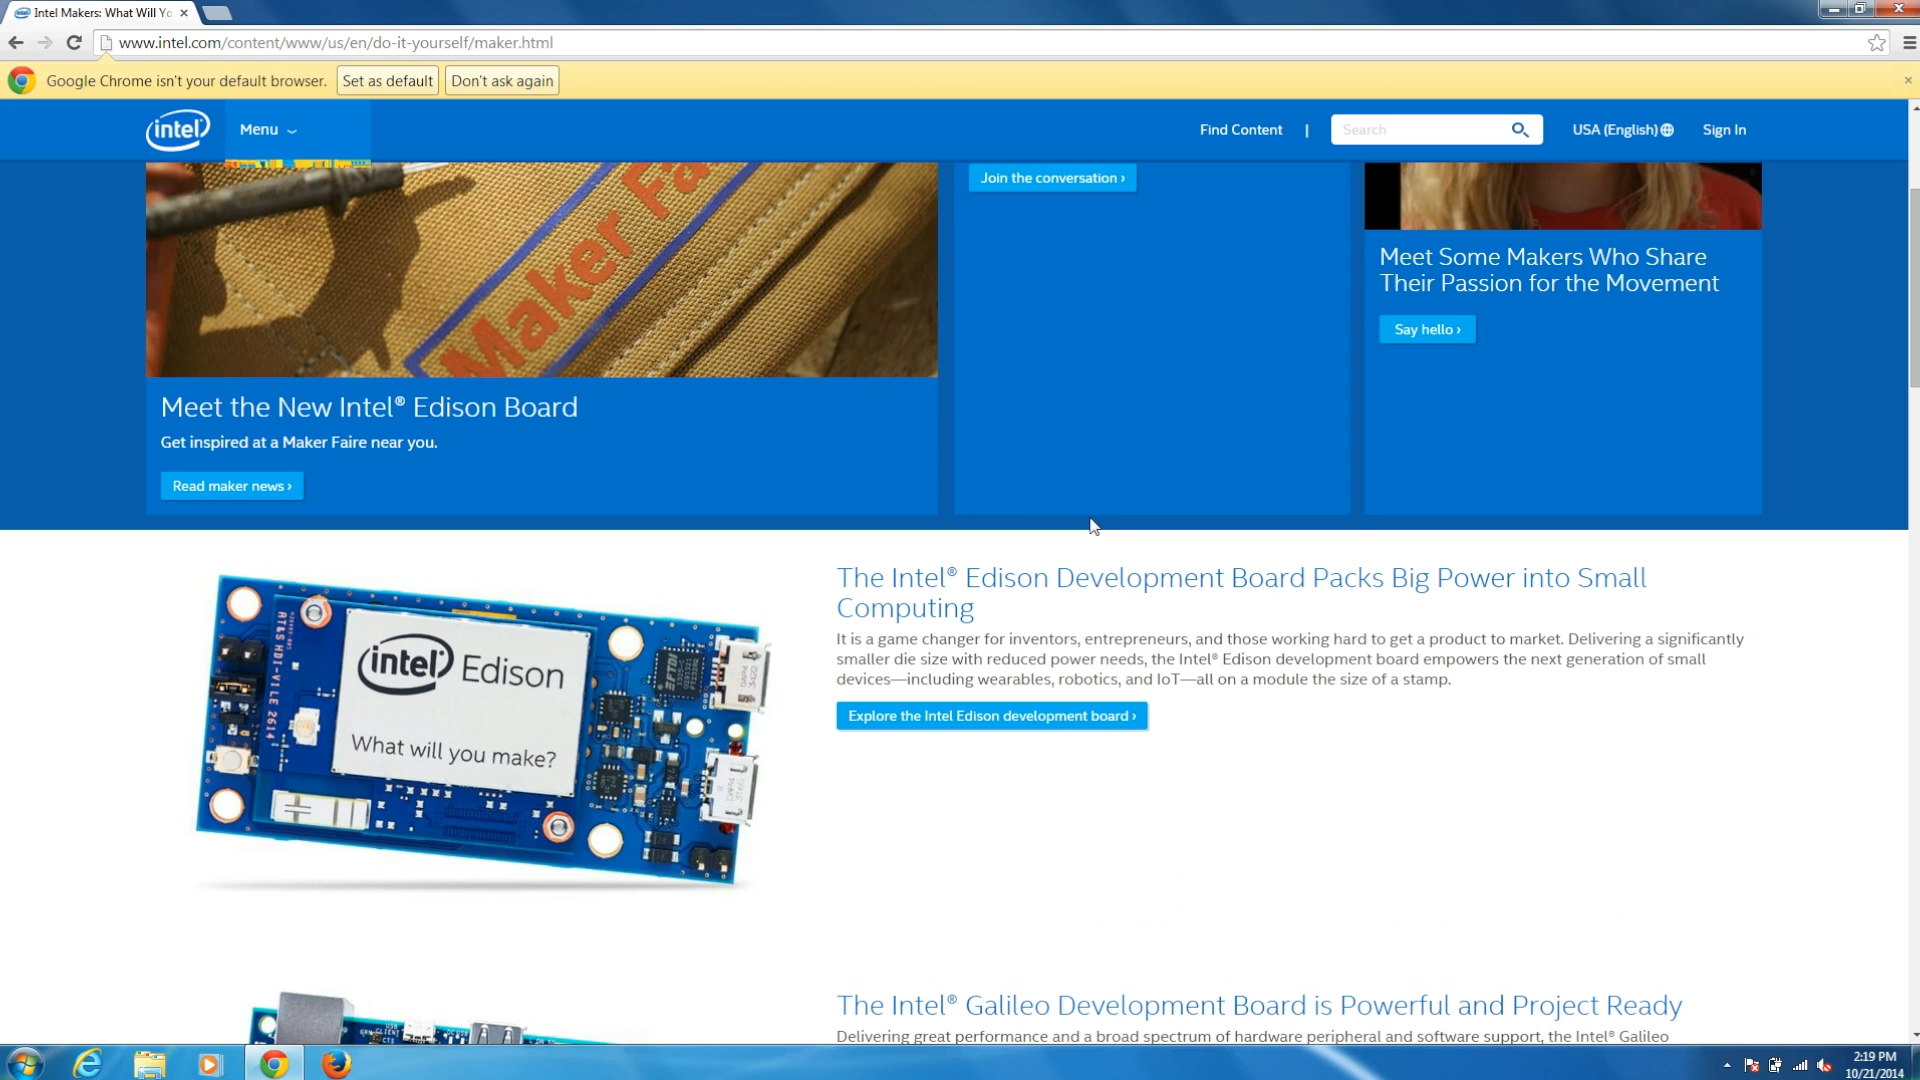 Intel Makers: What Will Yo
www.intel.com/content/www/us/en/do-it-yourself/maker.html
Google Chrome isn't your default browser. Set as default Don't ask again
intel Menu Find Content | Search USA (English) Sign In
Maker Fa
Join the conversation ›
Meet Some Makers Who Share
Their Passion for the Movement
Say hello ›
Meet the New Intel® Edison Board
Get inspired at a Maker Faire near you.
Read maker news ›
The Intel® Edison Development Board Packs Big Power into Small
Computing
It is a game changer for inventors, entrepreneurs, and those working hard to get a product to market. Delivering a significantly
smaller die size with reduced power needs, the Intel® Edison development board empowers the next generation of small
devices—including wearables, robotics, and IoT—all on a module the size of a stamp.
Explore the Intel Edison development board ›
intel Edison
What will you make?
AT&S HDI-VILLE 2614
FTDI
The Intel® Galileo Development Board is Powerful and Project Ready
Delivering great performance and a broad spectrum of hardware peripheral and software support, the Intel® Galileo
USB
CLIENT
2:19 PM
10/21/2014